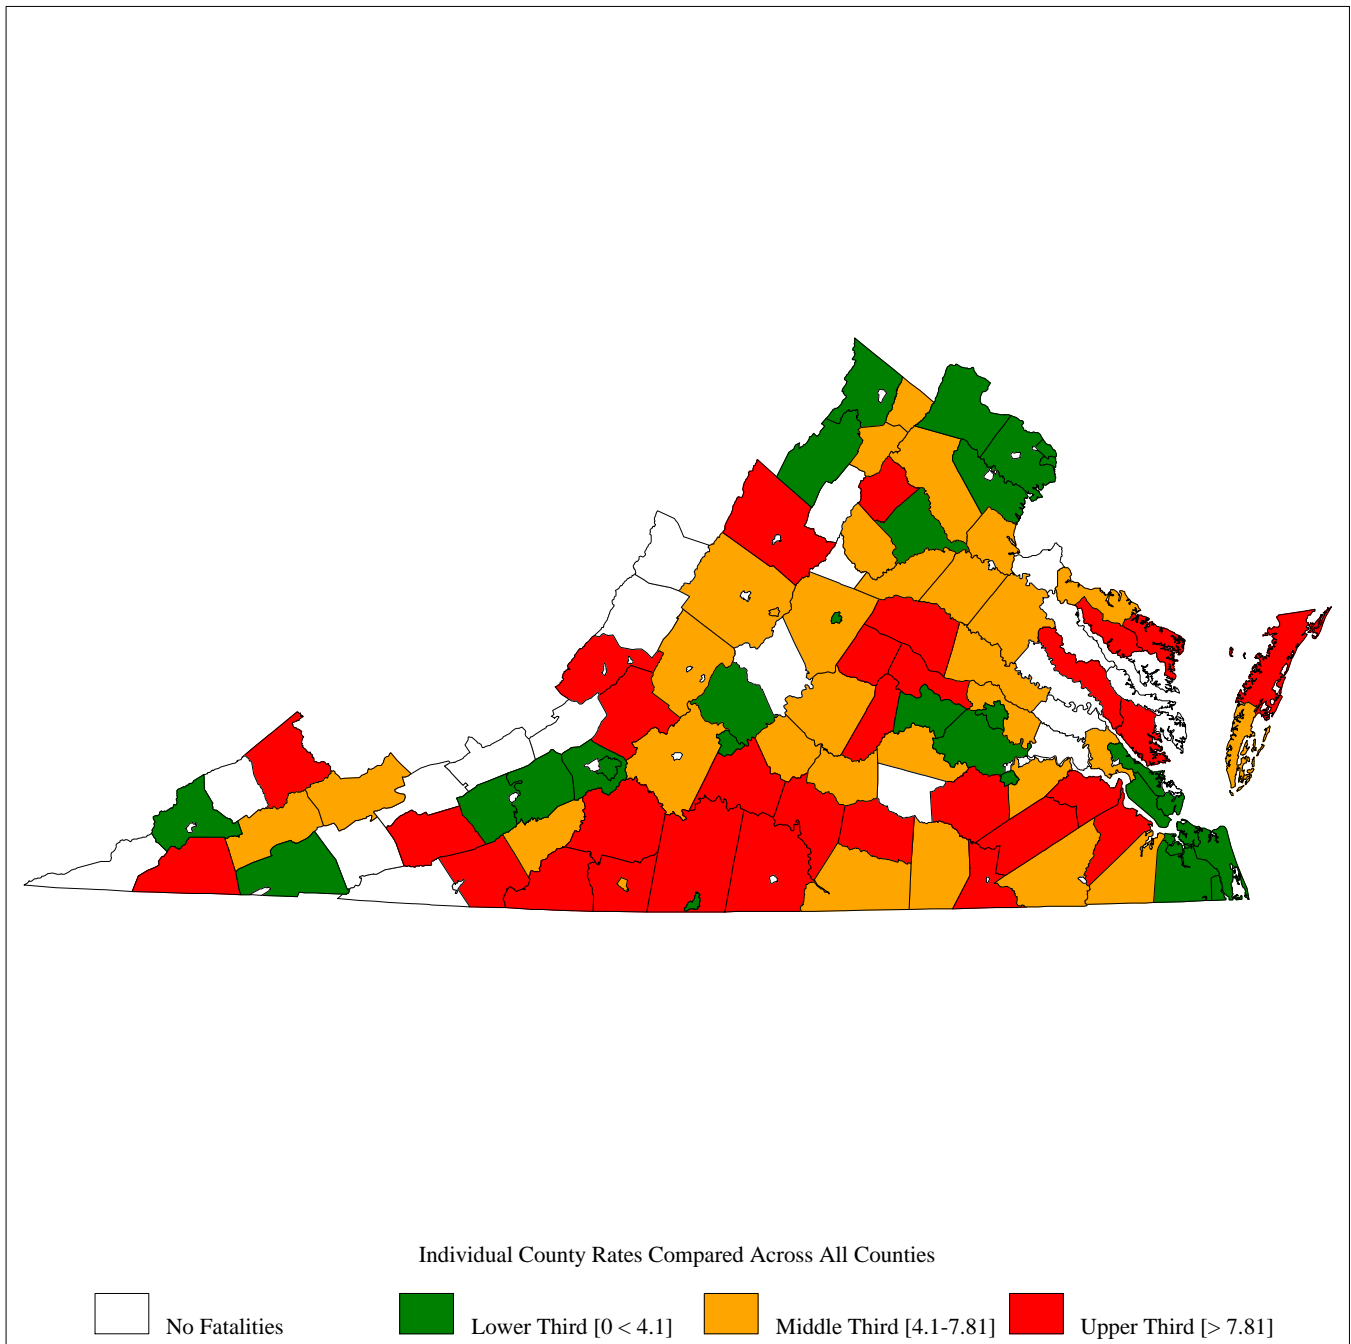 Individual County Rates Compared Across All Counties
No Fatalities Lower Third [0 < 4.1] Middle Third [4.1-7.81] Upper Third [> 7.81]